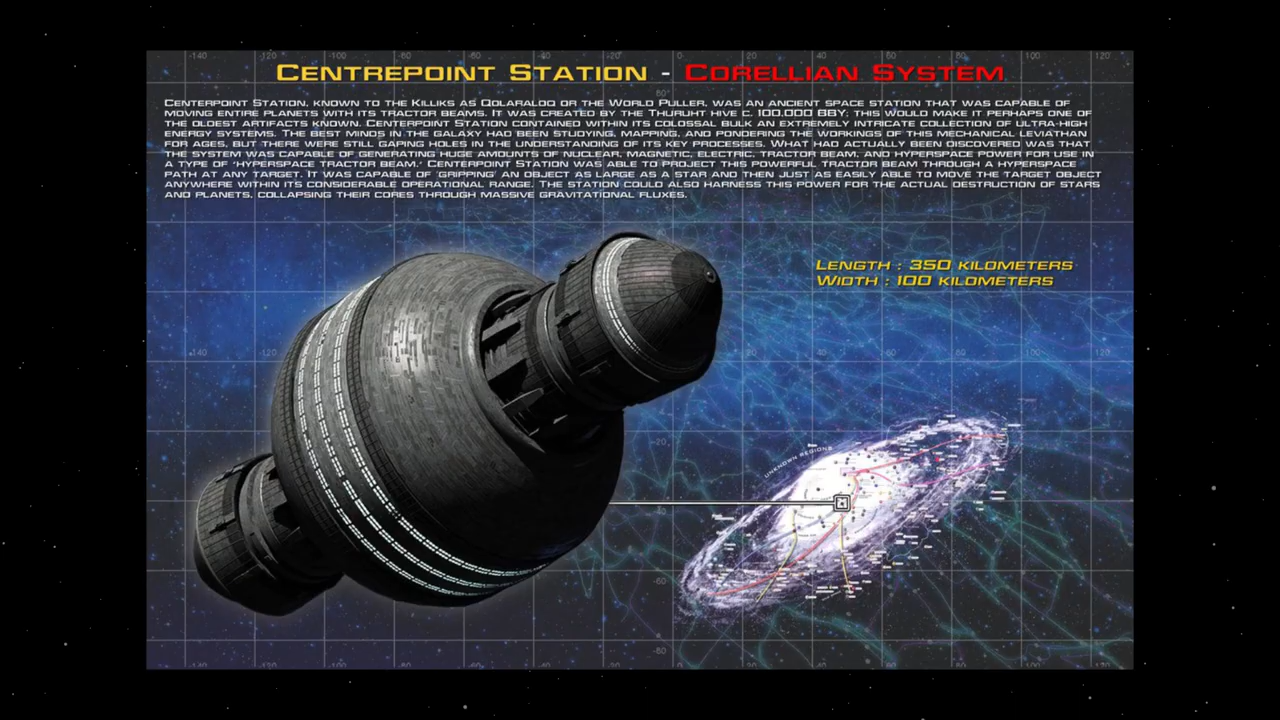 Centrepoint Station - Corellian System
Centerpoint Station, known to the Killiks as Qolaraloq or the World Puller, was an ancient space station that was capable of
moving entire planets with its tractor beams. It was created by the Thuruht hive c. 100,000 BBY; this would make it perhaps one of
the oldest artifacts known. Centerpoint Station contained within its colossal bulk an extremely intricate collection of ultra-high
energy systems. The best minds in the galaxy had been studying, mapping, and pondering the workings of this mechanical leviathan
for ages, but there were still gaping holes in the understanding of its key processes. What had actually been discovered was that
the system was capable of generating huge amounts of nuclear, magnetic, electric, tractor beam, and hyperspace power for use in
a type of 'hyperspace tractor beam.' Centerpoint Station was able to project this powerful tractor beam through a hyperspace
path at any target. It was capable of 'gripping' an object as large as a star and then just as easily able to move the target object
anywhere within its considerable operational range. The station could also harness this power for the actual destruction of stars
and planets, collapsing their cores through massive gravitational fluxes.
Length : 350 kilometers
Width : 100 kilometers
Unknown Regions